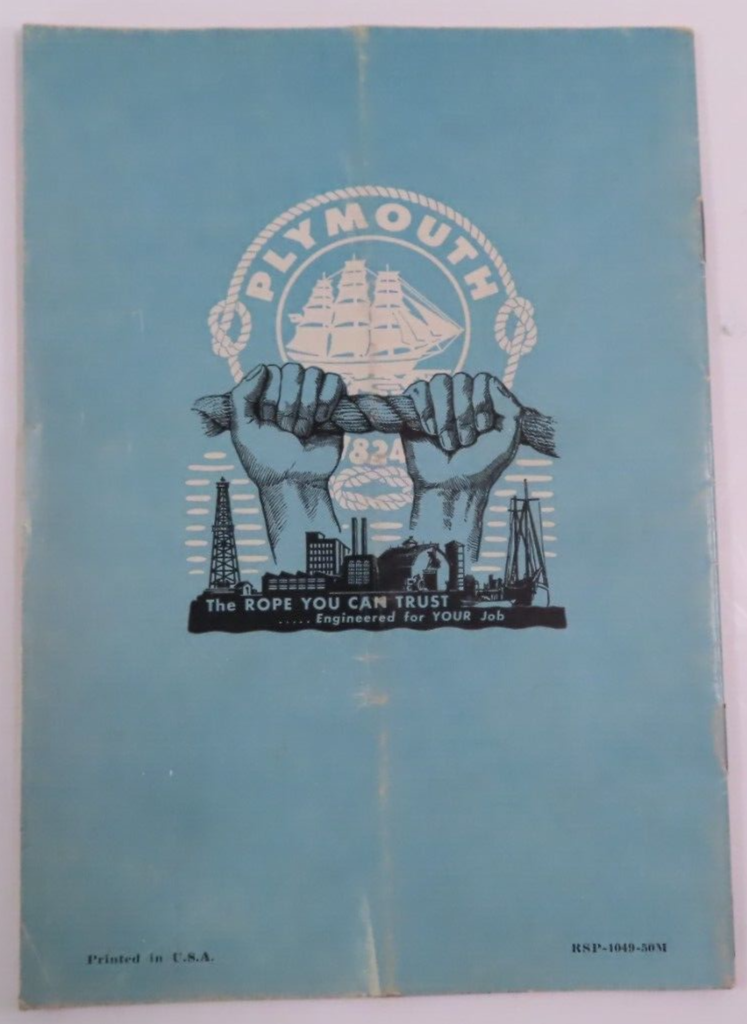 PLYMOUTH
1824
The ROPE YOU CAN TRUST
..... Engineered for YOUR Job
Printed in U.S.A.
RSP-1049-50M